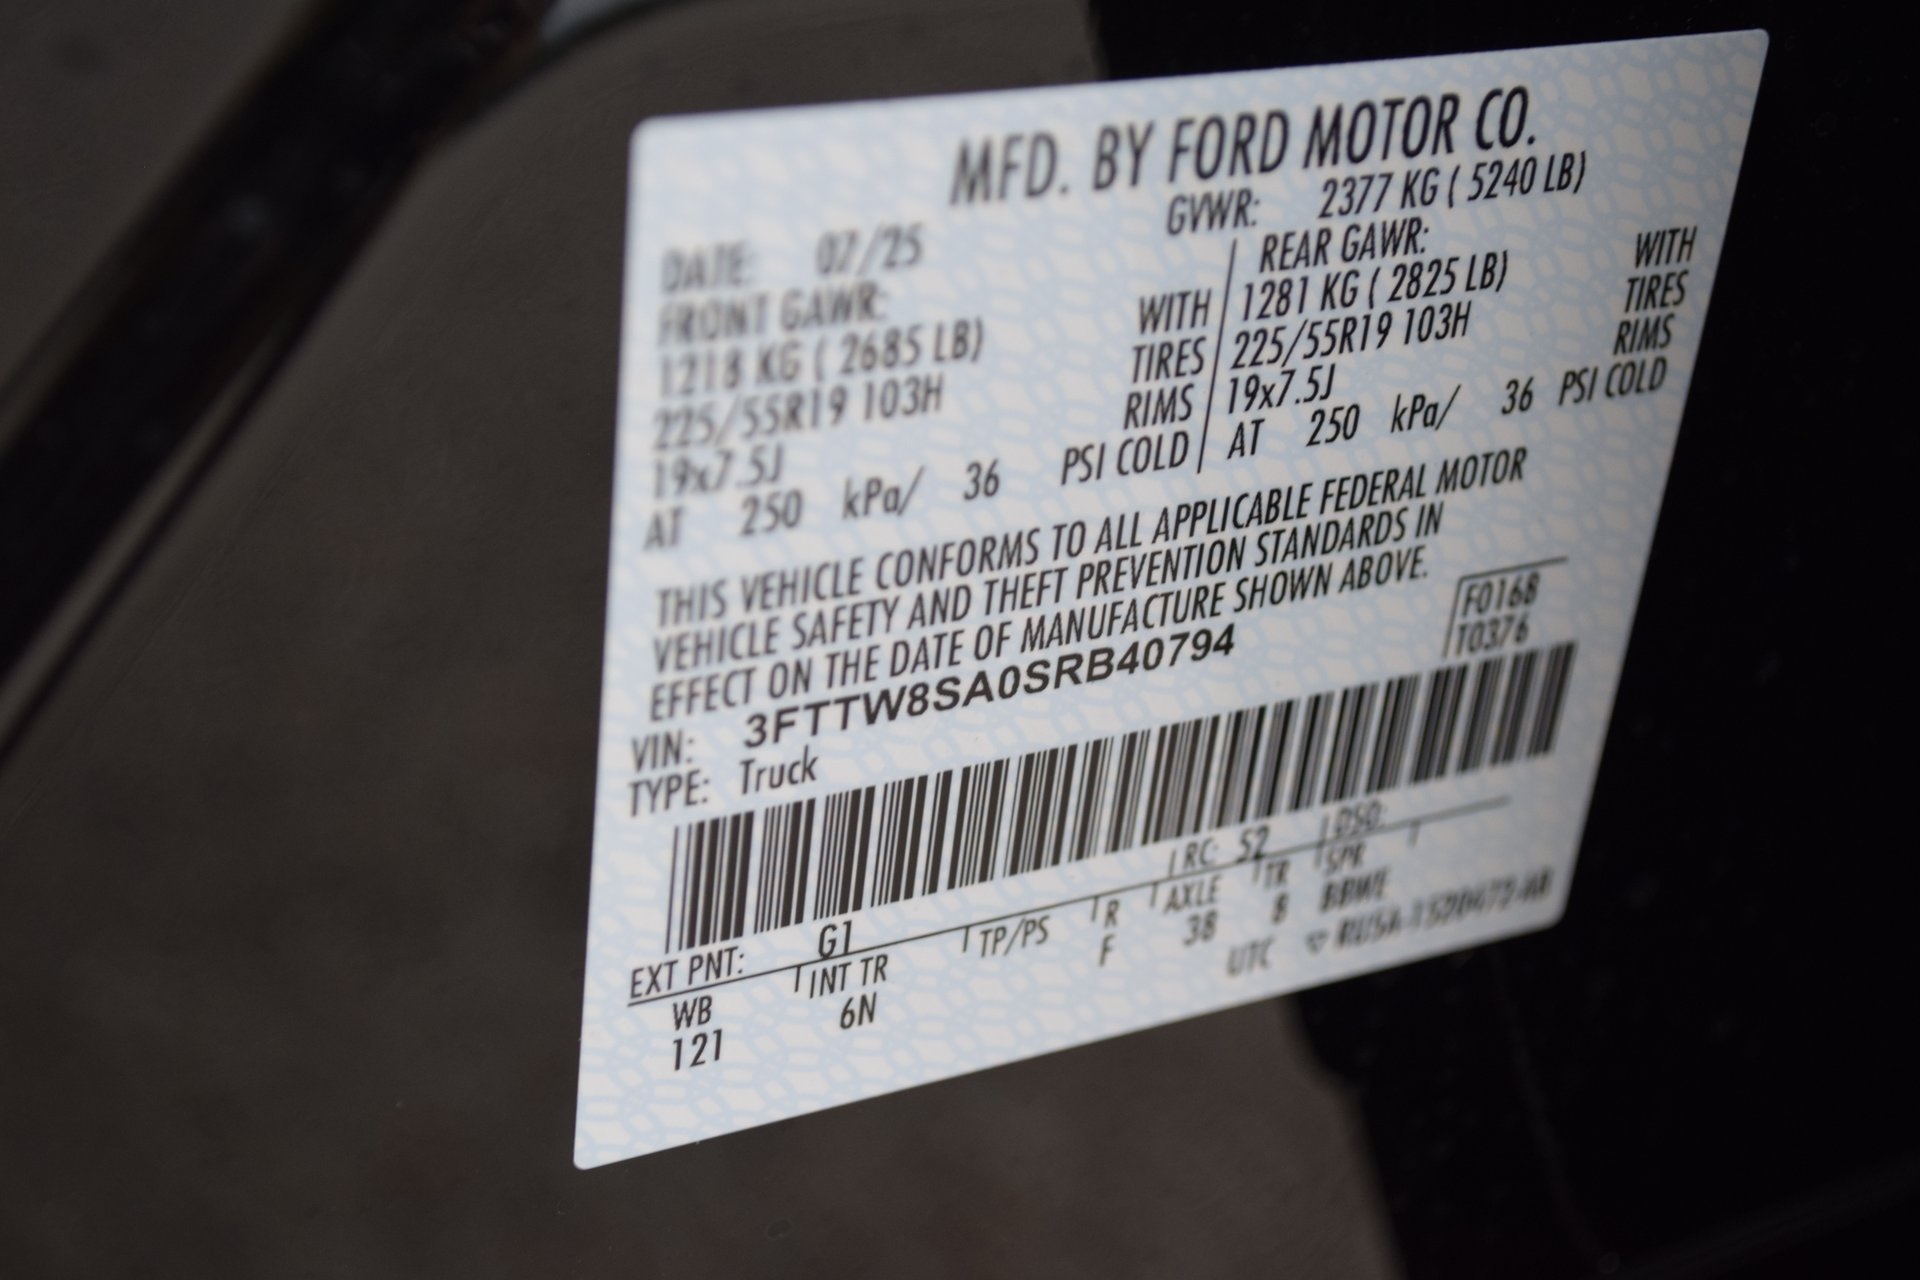 MFD. BY FORD MOTOR CO.
DATE: 07/25 GVWR: 2377 KG ( 5240 LB)
FRONT GAWR: REAR GAWR:
1218 KG ( 2685 LB) WITH 1281 KG ( 2825 LB) WITH
225/55R19 103H TIRES 225/55R19 103H TIRES
19x7.5J RIMS 19x7.5J RIMS
AT 250 kPa/ 36 PSI COLD AT 250 kPa/ 36 PSI COLD
THIS VEHICLE CONFORMS TO ALL APPLICABLE FEDERAL MOTOR
VEHICLE SAFETY AND THEFT PREVENTION STANDARDS IN
EFFECT ON THE DATE OF MANUFACTURE SHOWN ABOVE.
F0168
VIN: 3FTTW8SA0SRB40794 T0376
TYPE: Truck
EXT PNT: G1 RC: 52 DSO:
WB INT TR TP/PS R AXLE TR SPR
121 6N F 38 8 BBWE
UTC